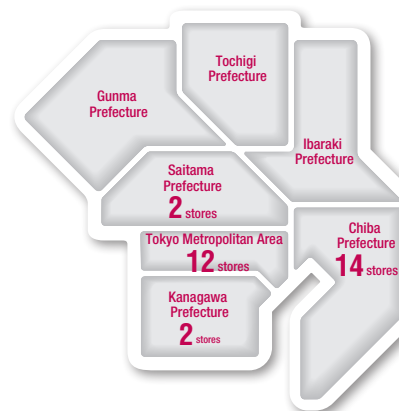 Tochigi
Prefecture
Gunma
Prefecture
Ibaraki
Prefecture
Saitama
Prefecture
2 stores
Tokyo Metropolitan Area
12 stores
Chiba
Prefecture
14 stores
Kanagawa
Prefecture
2 stores